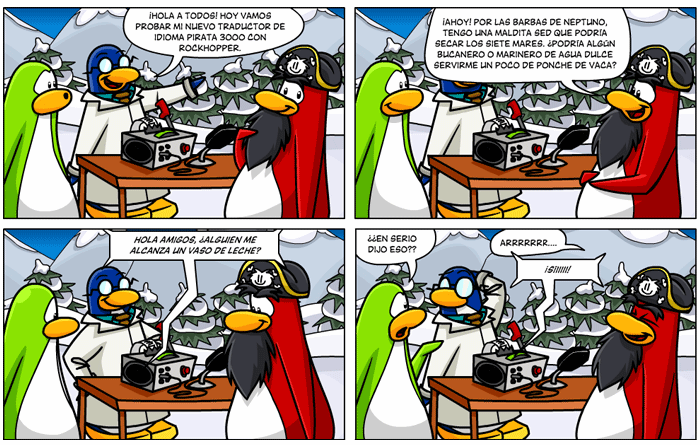 ¡HOLA A TODOS! HOY VAMOS
PROBAR MI NUEVO TRADUCTOR DE
IDIOMA PIRATA 3000 CON
ROCKHOPPER.
¡AHOY! POR LAS BARBAS DE NEPTUNO,
TENGO UNA MALDITA SED QUE PODRÍA
SECAR LOS SIETE MARES. ¿PODRÍA ALGÚN
BUCANERO O MARINERO DE AGUA DULCE
SERVIRME UN POCO DE PONCHE DE VACA?
HOLA AMIGOS, ¿ALGUIEN ME
ALCANZA UN VASO DE LECHE?
¿¿EN SERIO
DIJO ESO??
ARRRRRRR....
¡SIIIIII!